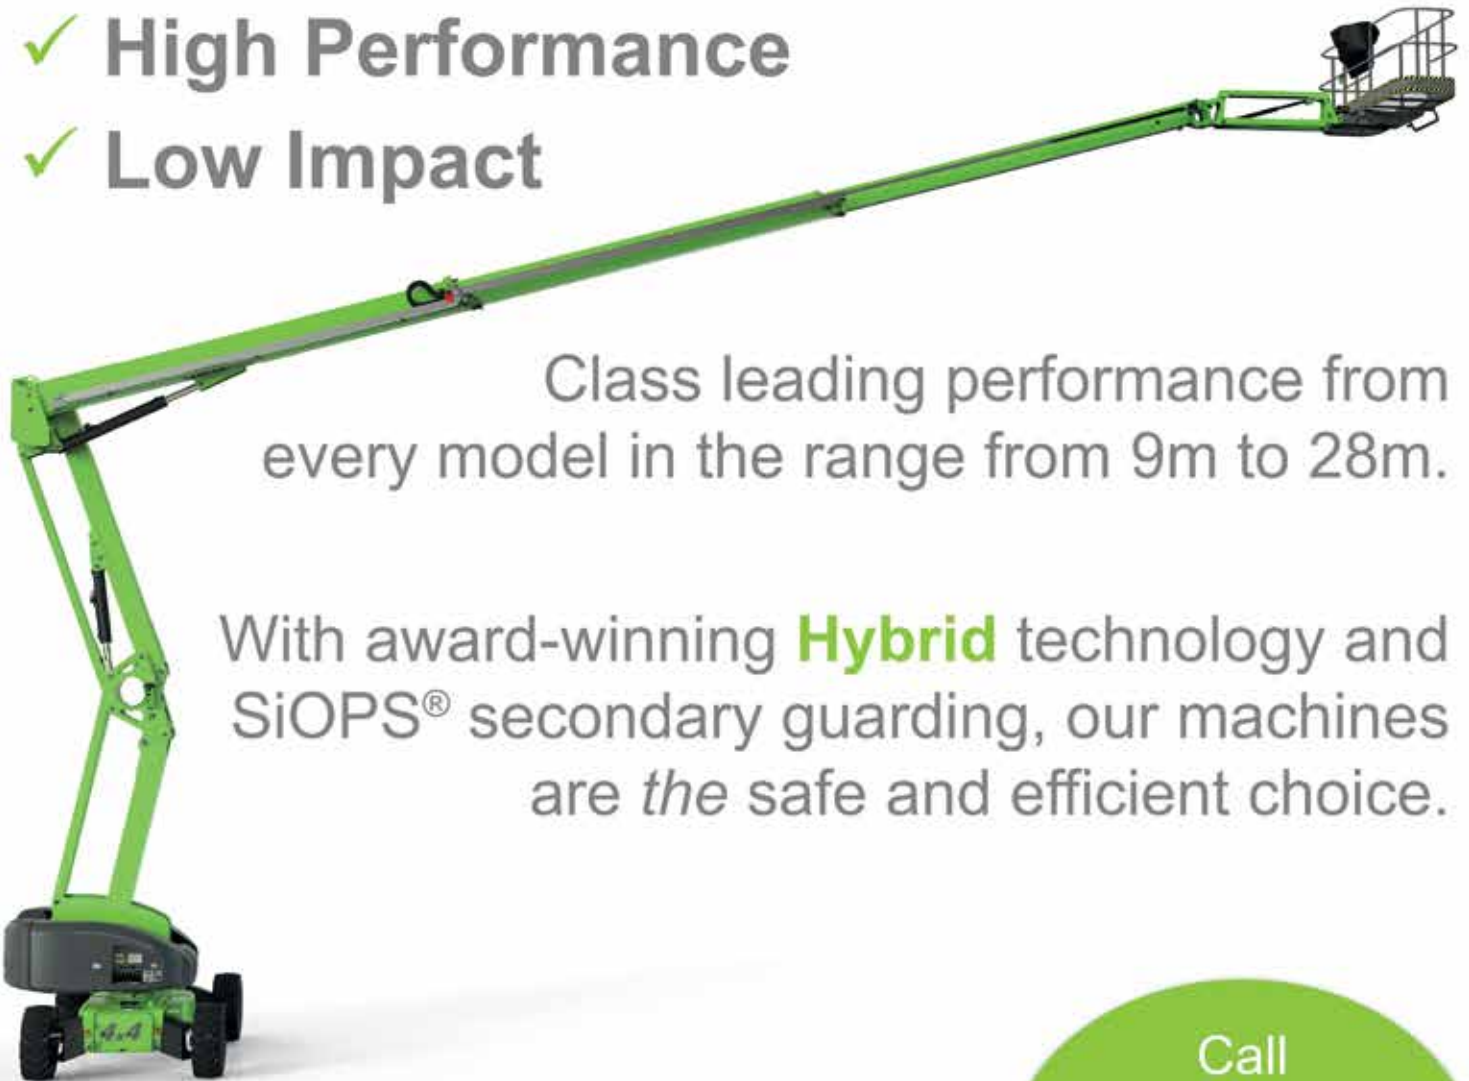 ✓ High Performance
✓ Low Impact
Class leading performance from
every model in the range from 9m to 28m.
With award-winning Hybrid technology and
SiOPS® secondary guarding, our machines
are the safe and efficient choice.
4x4
Call